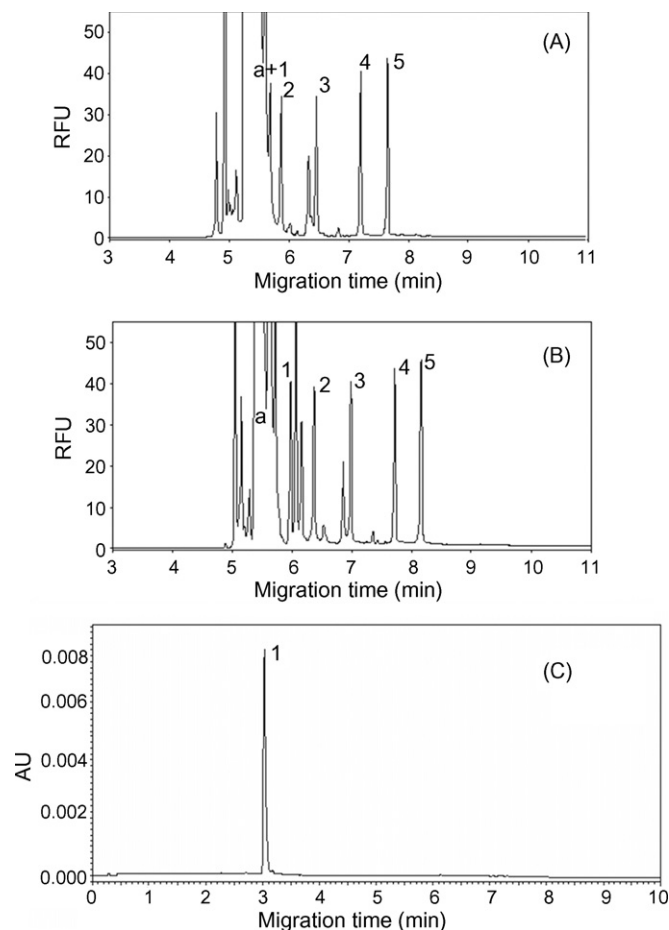 50
40
30
20
10
0
RFU
a+1
2
3
4
5
(A)
3 4 5 6 7 8 9 10 11
Migration time (min)
50
40
30
20
10
0
RFU
a
1
2
3
4
5
(B)
3 4 5 6 7 8 9 10 11
Migration time (min)
0.008
0.006
0.004
0.002
0.000
AU
1
(C)
0 1 2 3 4 5 6 7 8 9 10
Migration time (min)